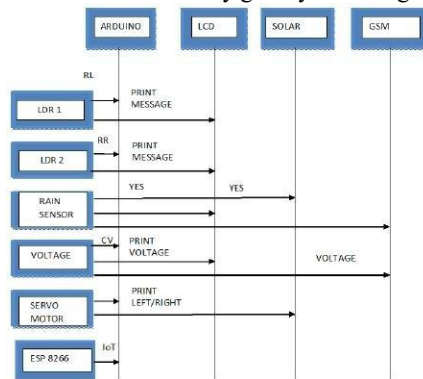 ARDUINO LCD SOLAR GSM
RL
LDR 1
PRINT
MESSAGE
RR
LDR 2
PRINT
MESSAGE
RAIN
SENSOR
YES YES
CV
VOLTAGE
PRINT
VOLTAGE
VOLTAGE
SERVO
MOTOR
PRINT
LEFT/RIGHT
ESP 8266
IoT